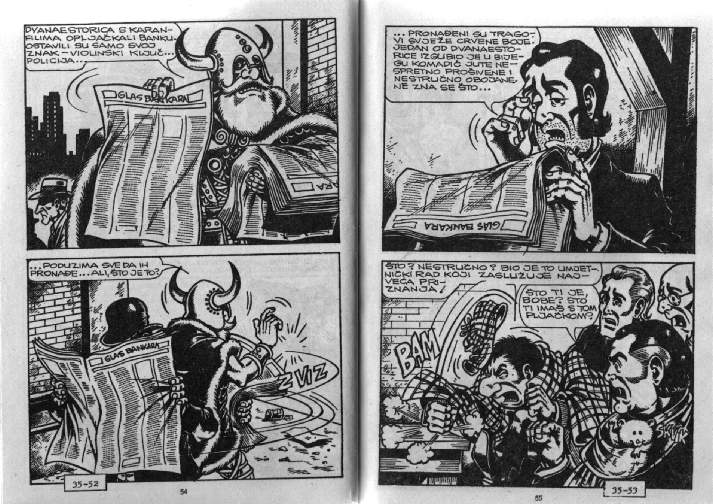 DVANAESTORICA S KARAN-
FILIMA OPLJAČKALI BANKU.
OSTAVILI SU SAMO SVOJ
ZNAK - VIOLINSKI KLJUČ...
POLICIJA...
GLAS BANKARA
RA
...PODUZIMA SVE DA IH
PRONAĐE... ALI, ŠTO JE TO?
GLAS BANKARA
ZVIZ
35-52
54
...PRONAĐENI SU TRAGO-
VI SVJEŽE CRVENE BOJE.
JEDAN OD DVANAESTO-
RICE IZGUBIO JE U BIJE-
GU KOMADIĆ JUTE NE-
SPRETNO PROŠIVENE I
NESTRUČNO OBOJANE.
NE ZNA SE ŠTO...
GLAS BANKARA
ŠTO? NESTRUČNO? BIO JE TO UMJET-
NIČKI RAD KOJI ZASLUŽUJE NAJ-
VEĆA PRI-
ZNANJA!
ŠTO TI JE,
BOBE? ŠTO
TI IMAŠ S TOM
PLJAČKOM?
BAM
55
35-53